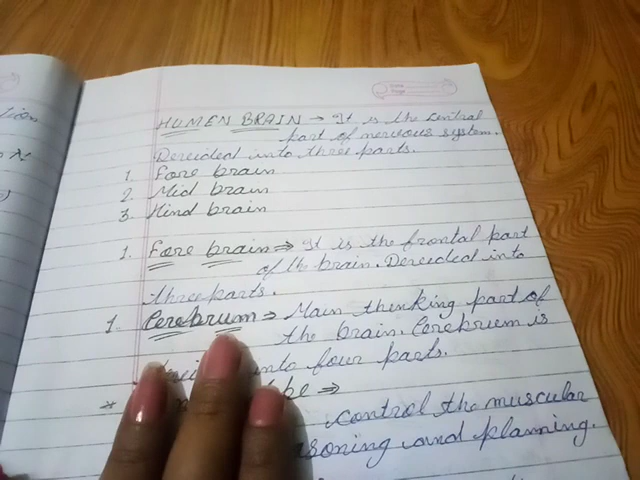 HUMEN BRAIN → It is the central
part of nervous system.
Dereided into three parts.
1. Fore brain
2. Mid brain
3. Hind brain
1. Fore brain ⇒ It is the frontal part
of the brain. Dereided into
three parts.
1. Cerebrum ⇒ Main thinking part of
the brain. Cerebrum is
into four parts.
* ⇒
control the muscular
and planning.